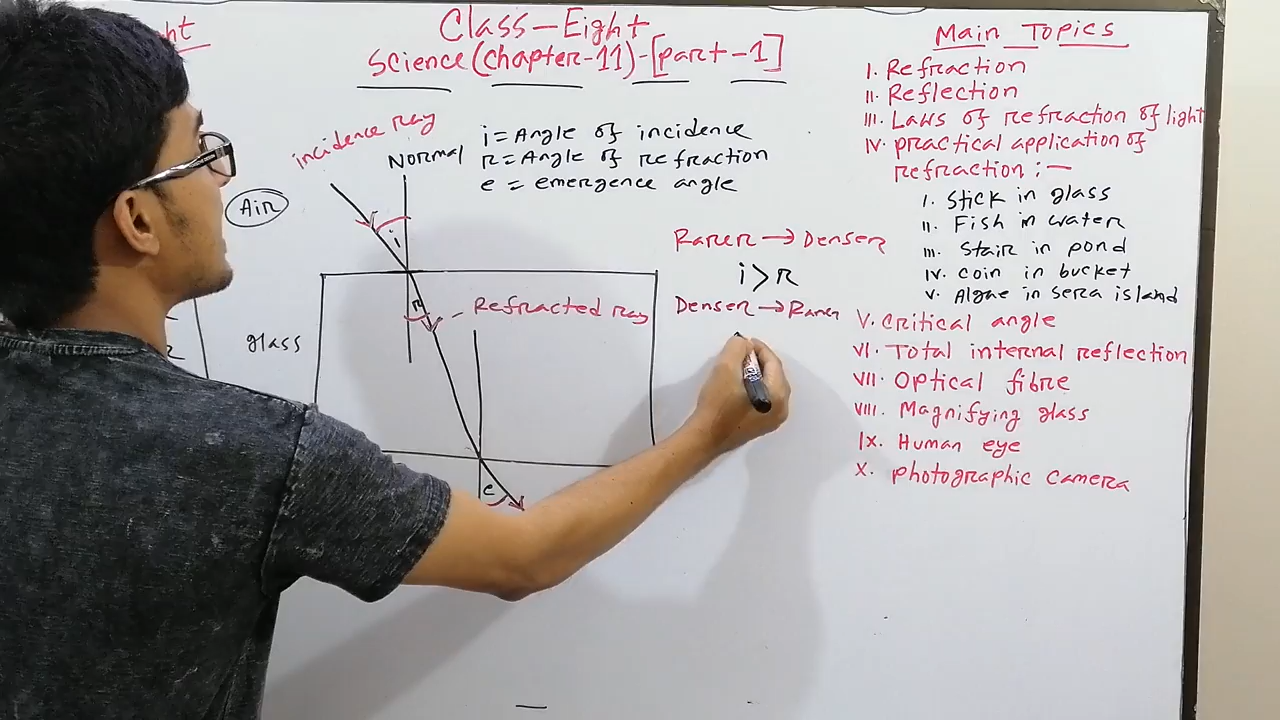 ht
Class-Eight
Science(chapter-11)-[part-1]
incidence ray
Normal
i = Angle of incidence
r = Angle of refraction
e = emergence angle
Air
i
Rarer → Denser
i > r
Denser → Rarer
r
Refracted ray
glass
e
Main Topics
I. Refraction
II. Reflection
III. Laws of refraction of light
IV. practical application of
refraction :-
I. Stick in glass
II. Fish in water
III. Stair in pond
IV. coin in bucket
V. Algae in sera island
V. critical angle
VI. Total internal reflection
VII. Optical fibre
VIII. Magnifying glass
IX. Human eye
X. photographic camera